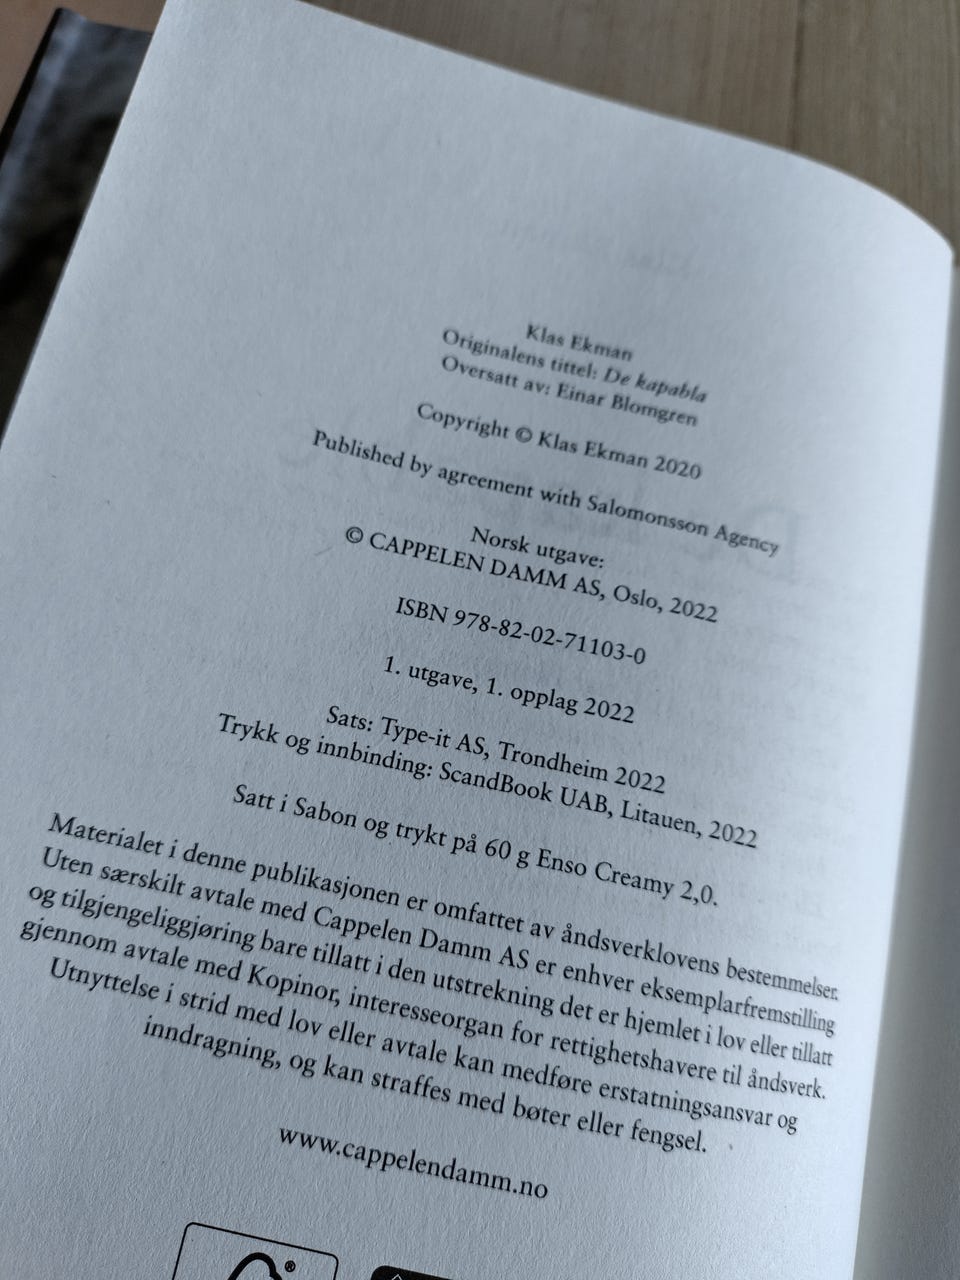 Klas Ekman
Originalens tittel: De kapabla
Oversatt av: Einar Blomgren
Copyright © Klas Ekman 2020
Published by agreement with Salomonsson Agency
Norsk utgave:
© CAPPELEN DAMM AS, Oslo, 2022
ISBN 978-82-02-71103-0
1. utgave, 1. opplag 2022
Sats: Type-it AS, Trondheim 2022
Trykk og innbinding: ScandBook UAB, Litauen, 2022
Satt i Sabon og trykt på 60 g Enso Creamy 2,0.
Materialet i denne publikasjonen er omfattet av åndsverklovens bestemmelser.
Uten særskilt avtale med Cappelen Damm AS er enhver eksemplarfremstilling
og tilgjengeliggjøring bare tillatt i den utstrekning det er hjemlet i lov eller tillatt
gjennom avtale med Kopinor, interesseorgan for rettighetshavere til åndsverk.
Utnyttelse i strid med lov eller avtale kan medføre erstatningsansvar og
inndragning, og kan straffes med bøter eller fengsel.
www.cappelendamm.no
®